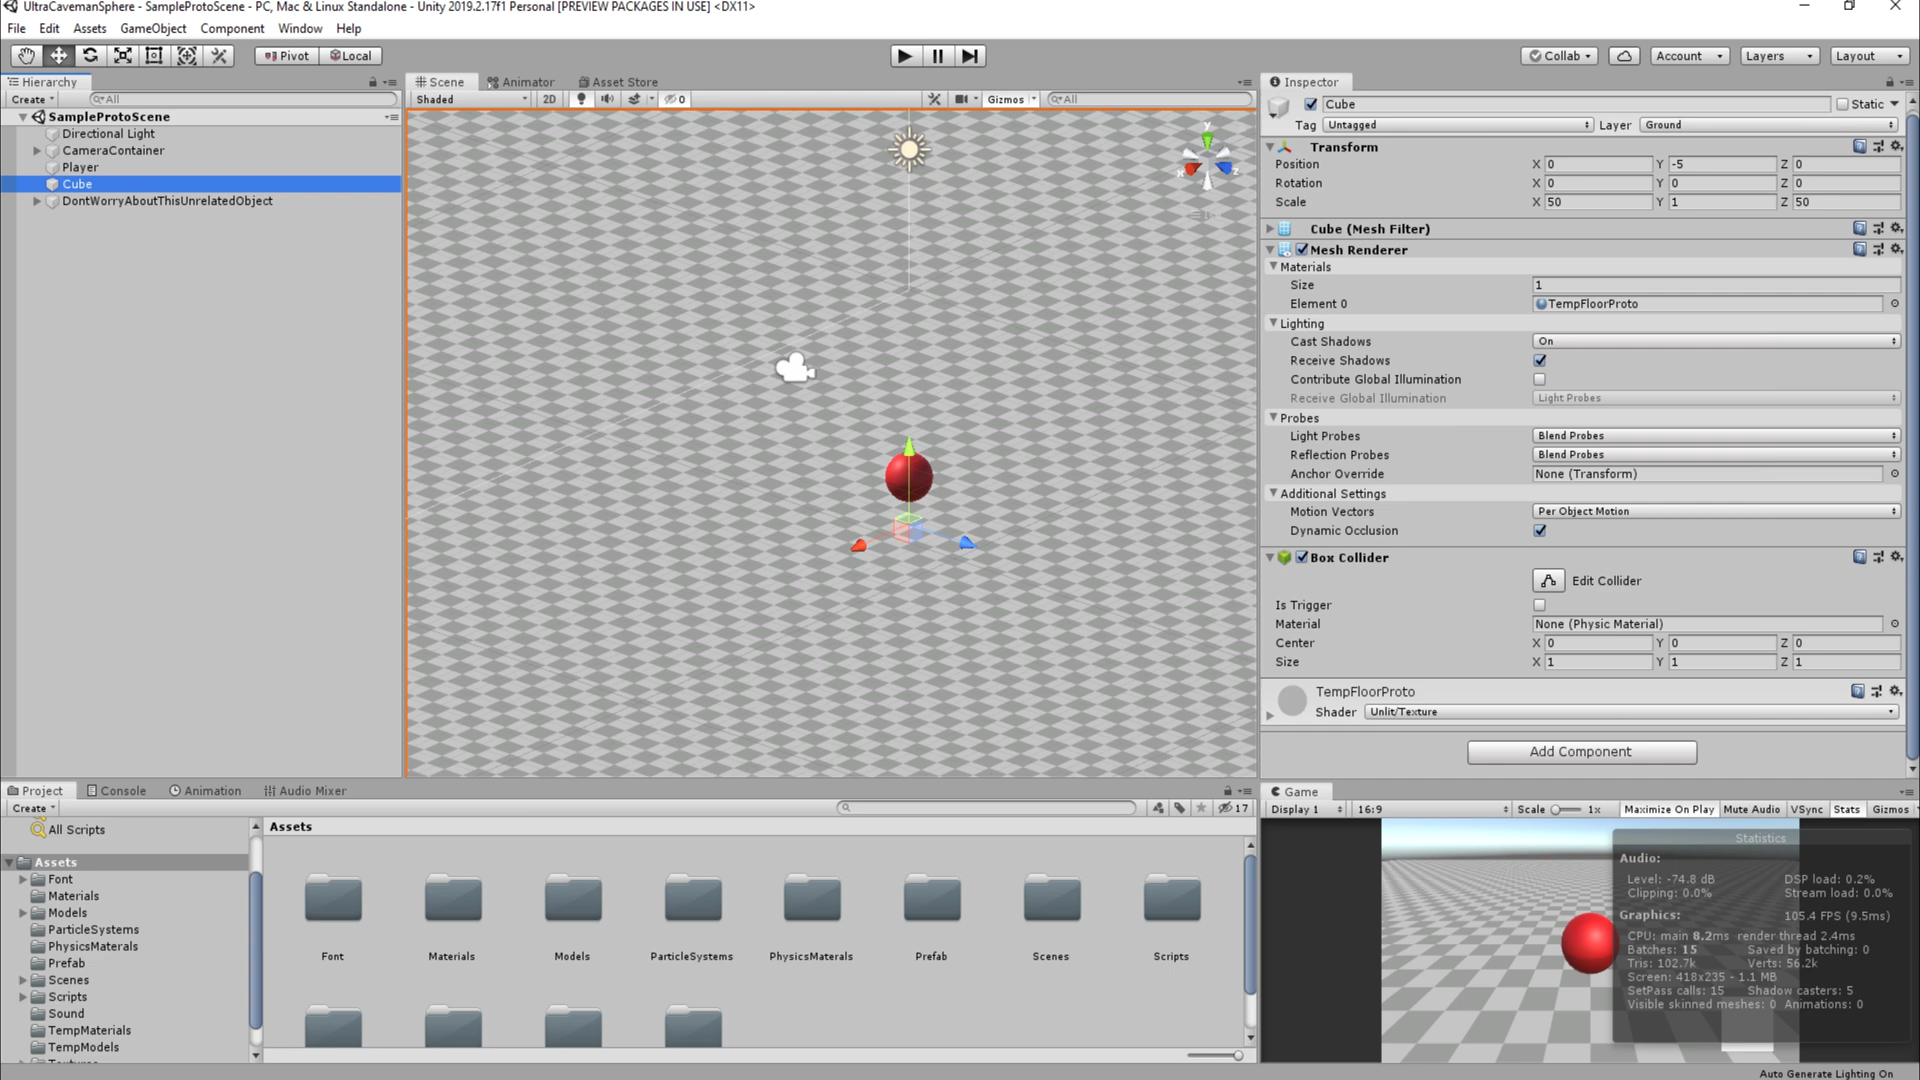 UltraCavemanSphere - SampleProtoScene - PC, Mac & Linux Standalone - Unity 2019.2.17f1 Personal [PREVIEW PACKAGES IN USE] <DX11>
File Edit Assets GameObject Component Window Help
Pivot Local Collab Account Layers Layout
Hierarchy
Create All
SampleProtoScene
Directional Light
CameraContainer
Player
Cube
DontWorryAboutThisUnrelatedObject
Scene Animator Asset Store
Shaded 2D 0 Gizmos All
y
x z
Inspector
Cube Static
Tag Untagged Layer Ground
Transform
Position X 0 Y -5 Z 0
Rotation X 0 Y 0 Z 0
Scale X 50 Y 1 Z 50
Cube (Mesh Filter)
Mesh Renderer
Materials
Size 1
Element 0 TempFloorProto
Lighting
Cast Shadows On
Receive Shadows
Contribute Global Illumination
Receive Global Illumination Light Probes
Probes
Light Probes Blend Probes
Reflection Probes Blend Probes
Anchor Override None (Transform)
Additional Settings
Motion Vectors Per Object Motion
Dynamic Occlusion
Box Collider
Edit Collider
Is Trigger
Material None (Physic Material)
Center X 0 Y 0 Z 0
Size X 1 Y 1 Z 1
TempFloorProto
Shader Unlit/Texture
Add Component
Project Console Animation Audio Mixer
Create 17
All Scripts
Assets
Font
Materials
Models
ParticleSystems
PhysicsMaterals
Prefab
Scenes
Scripts
Sound
TempMaterials
TempModels
Assets
Font Materials Models ParticleSystems PhysicsMaterals Prefab Scenes Scripts
Game
Display 1 16:9 Scale 1x Maximize On Play Mute Audio VSync Stats Gizmos
Statistics
Audio:
Level: -74.8 dB DSP load: 0.2%
Clipping: 0.0% Stream load: 0.0%
Graphics: 105.4 FPS (9.5ms)
CPU: main 8.2ms render thread 2.4ms
Batches: 15 Saved by batching: 0
Tris: 102.7k Verts: 56.2k
Screen: 418x235 - 1.1 MB
SetPass calls: 15 Shadow casters: 5
Visible skinned meshes: 0 Animations: 0
Auto Generate Lighting On